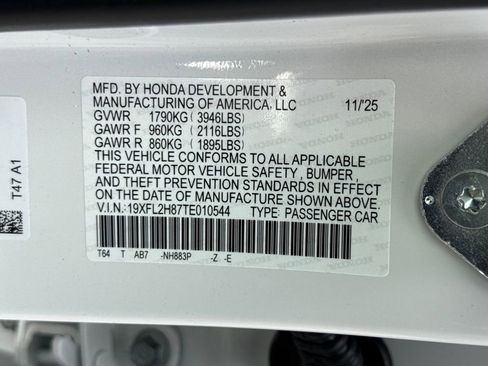 MFD. BY HONDA DEVELOPMENT &
MANUFACTURING OF AMERICA, LLC 11/'25
GVWR 1790KG ( 3946LBS)
GAWR F 960KG ( 2116LBS)
GAWR R 860KG ( 1895LBS)
THIS VEHICLE CONFORMS TO ALL APPLICABLE
FEDERAL MOTOR VEHICLE SAFETY , BUMPER ,
AND THEFT PREVENTION STANDARDS IN EFFECT
ON THE DATE OF MANUFACTURE SHOWN ABOVE.
V.I.N.:19XFL2H87TE010544 TYPE: PASSENGER CAR
T64 T AB7 -NH883P -Z -E
T47 A1